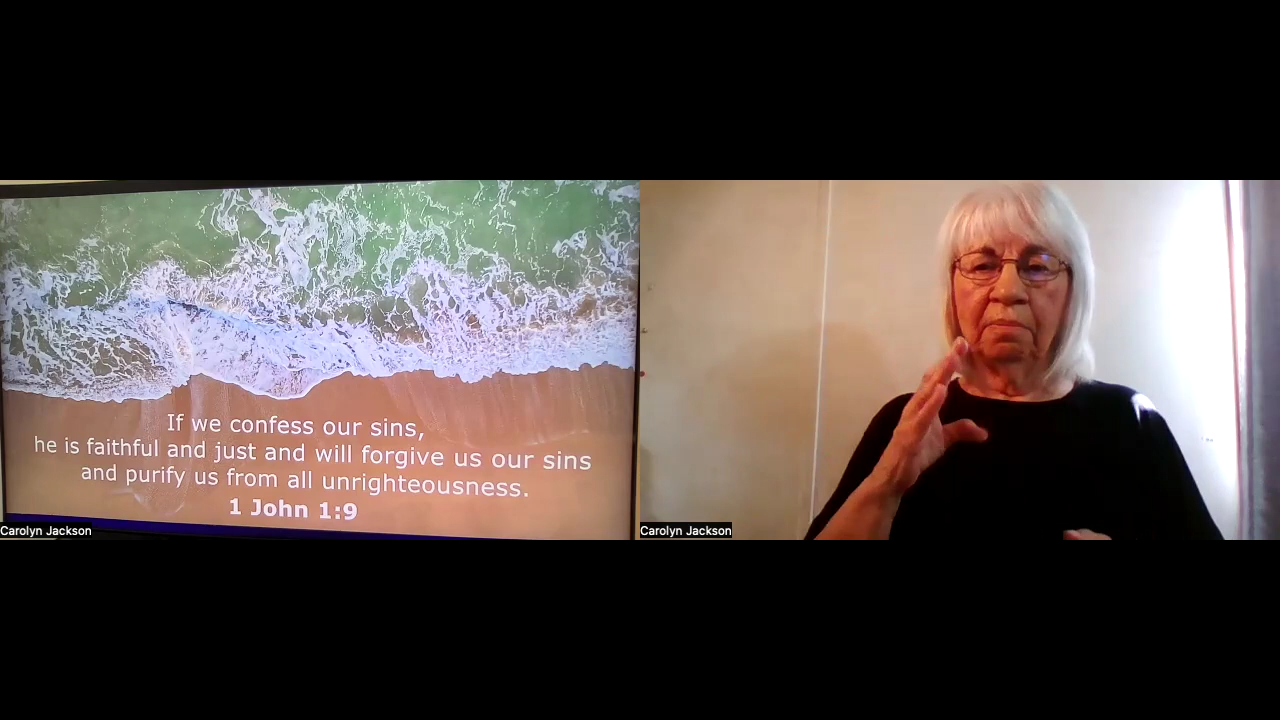 If we confess our sins,
he is faithful and just and will forgive us our sins
and purify us from all unrighteousness.
1 John 1:9
Carolyn Jackson
Carolyn Jackson